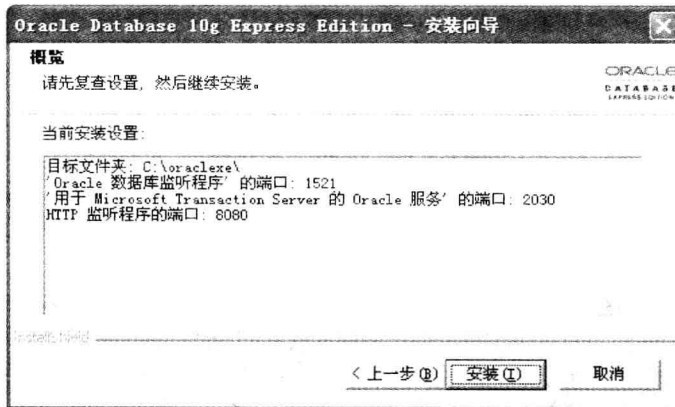 Oracle Database 10g Express Edition - 安装向导
概览
请先复查设置，然后继续安装。
ORACLE
DATABASE
EXPRESS EDITION
当前安装设置:
目标文件夹: C:\oraclexe\
'Oracle 数据库监听程序' 的端口: 1521
'用于 Microsoft Transaction Server 的 Oracle 服务' 的端口: 2030
HTTP 监听程序的端口: 8080
InstallShield
< 上一步(B)
安装(I)
取消